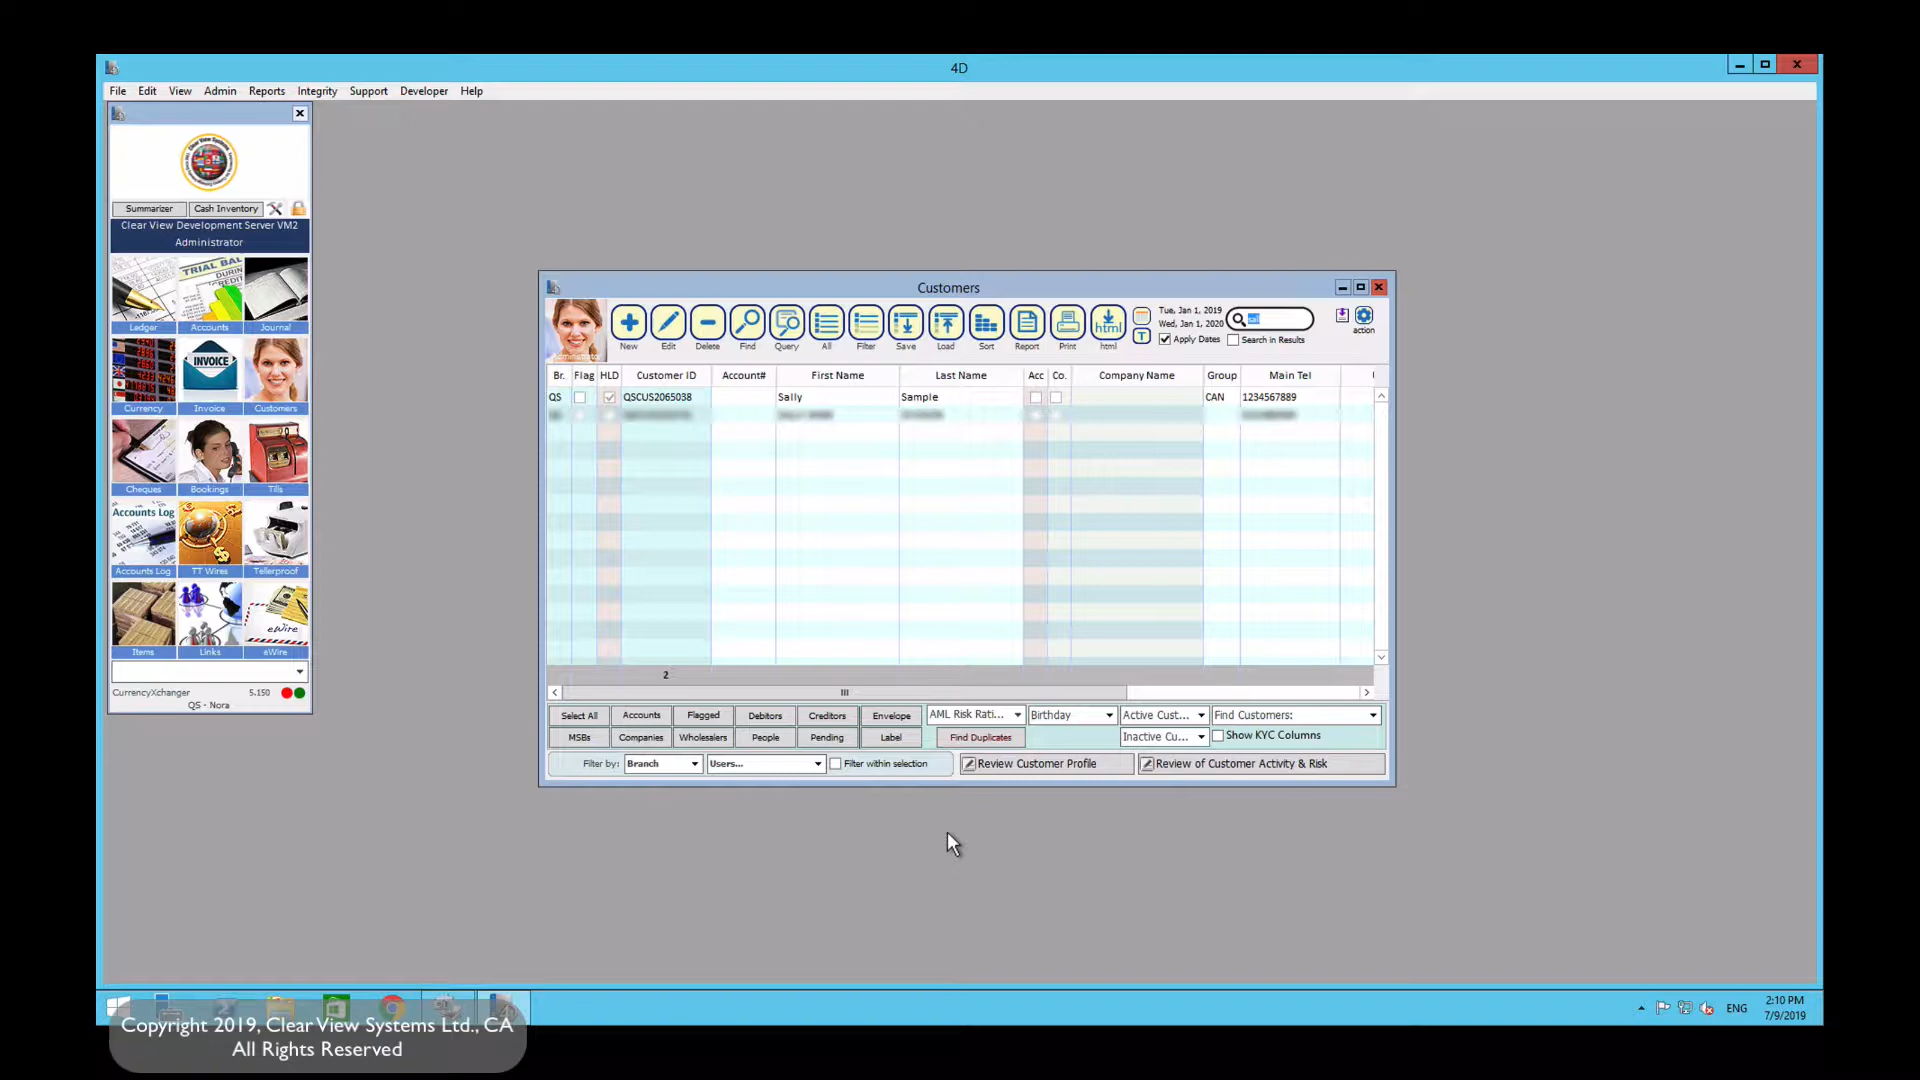 4D
File Edit View Admin Reports Integrity Support Developer Help
Summarizer Cash Inventory
Clear View Development Server VM2
Administrator
Ledger Accounts Journal
Currency Invoice Customers
Cheques Bookings Tills
Accounts Log
Accounts Log TT Wires Tellerproof
eWire
Items Links eWire
CurrencyXchanger 5.150
QS - Nora
Customers
New Edit Delete Find Query All Filter Save Load Sort Report Print html
Tue, Jan 1, 2019
Wed, Jan 1, 2020
Apply Dates Search in Results
action
Br. Flag HLD Customer ID Account# First Name Last Name Acc Co. Company Name Group Main Tel
QS QSCUS2065038 Sally Sample CAN 1234567889
2
Select All Accounts Flagged Debitors Creditors Envelope AML Risk Rati... Birthday Active Cust... Find Customers:
MSBs Companies Wholesalers People Pending Label Find Duplicates Inactive Cu... Show KYC Columns
Filter by: Branch Users... Filter within selection Review Customer Profile Review of Customer Activity & Risk
ENG
2:10 PM
7/9/2019
Copyright 2019, Clear View Systems Ltd., CA
All Rights Reserved